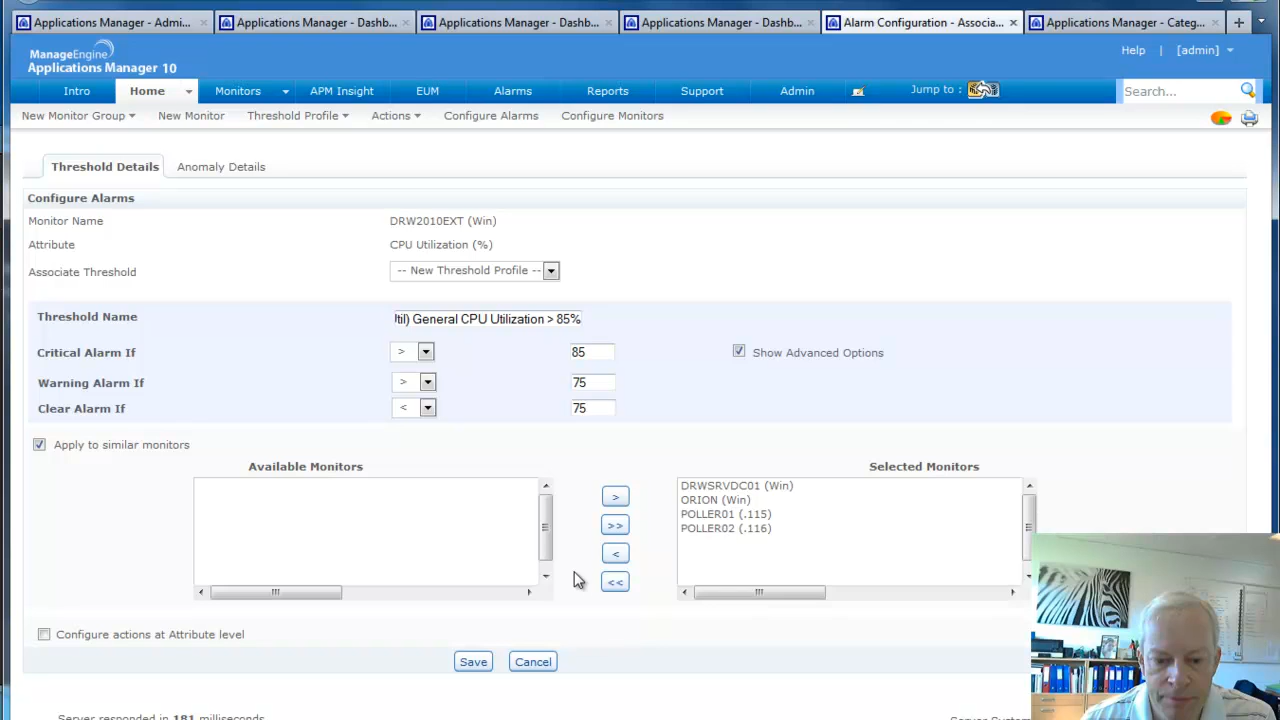 Applications Manager - Admi... × Applications Manager - Dashb... × Applications Manager - Dashb... × Applications Manager - Dashb... × Alarm Configuration - Associa... × Applications Manager - Categ... × +
ManageEngine
Applications Manager 10
Help | [admin]
Intro Home Monitors APM Insight EUM Alarms Reports Support Admin Jump to : Search...
New Monitor Group New Monitor Threshold Profile Actions Configure Alarms Configure Monitors
Threshold Details Anomaly Details
Configure Alarms
Monitor Name DRW2010EXT (Win)
Attribute CPU Utilization (%)
Associate Threshold -- New Threshold Profile --
Threshold Name Util) General CPU Utilization > 85%
Critical Alarm If > 85 Show Advanced Options
Warning Alarm If > 75
Clear Alarm If < 75
Apply to similar monitors
Available Monitors Selected Monitors
DRWSRVDC01 (Win)
> ORION (Win)
POLLER01 (.115)
>> POLLER02 (.116)
<
<<
Configure actions at Attribute level
Save Cancel
Server responded in 181 milliseconds
Server System